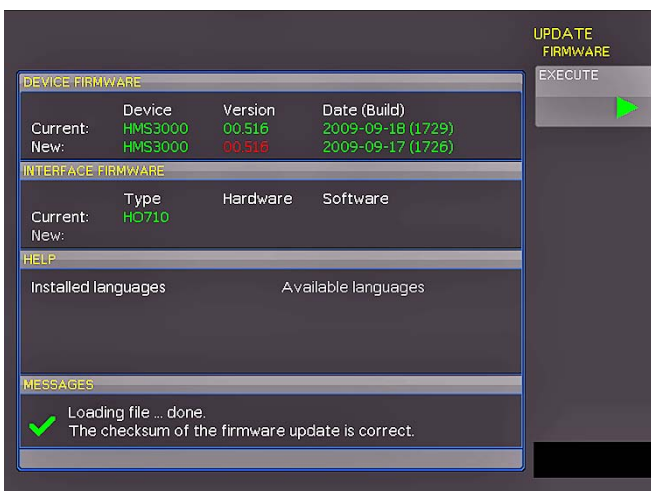 UPDATE
FIRMWARE
EXECUTE
DEVICE FIRMWARE
Device Version Date (Build)
Current: HMS3000 00.516 2009-09-18 (1729)
New: HMS3000 00.516 2009-09-17 (1726)
INTERFACE FIRMWARE
Type Hardware Software
Current: HO710
New:
HELP
Installed languages Available languages
MESSAGES
Loading file ... done.
The checksum of the firmware update is correct.